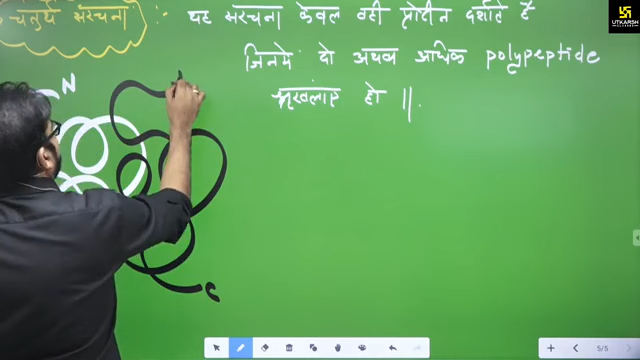 चतुर्थ संरचना
यह संरचना केवल वही प्रोटीन दर्शाते है
जिनमे दो अथवा अधिक polypeptide
श्रृंखलाए हो ||.
N
C
UTKARSH
5/5